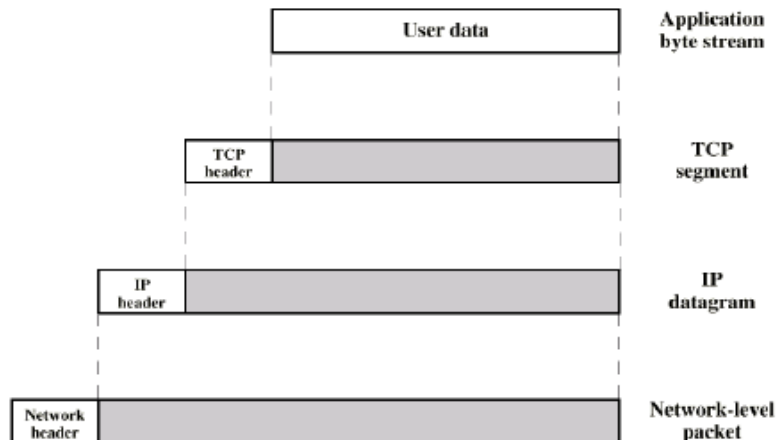 User data
Application
byte stream
TCP
header
TCP
segment
IP
header
IP
datagram
Network
header
Network-level
packet